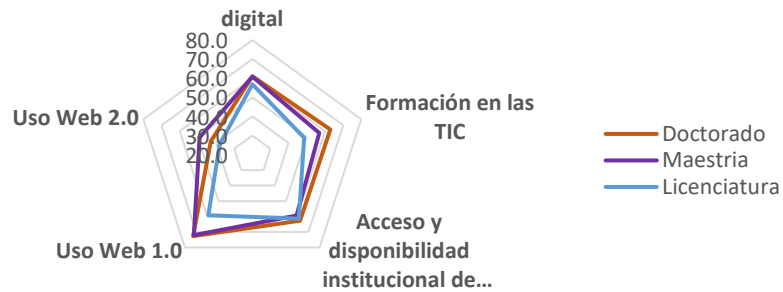 digital
80.0
70.0
60.0
50.0
40.0
30.0
20.0
Formación en las
TIC
Acceso y
disponibilidad
institucional de...
Uso Web 1.0
Uso Web 2.0
Doctorado
Maestria
Licenciatura